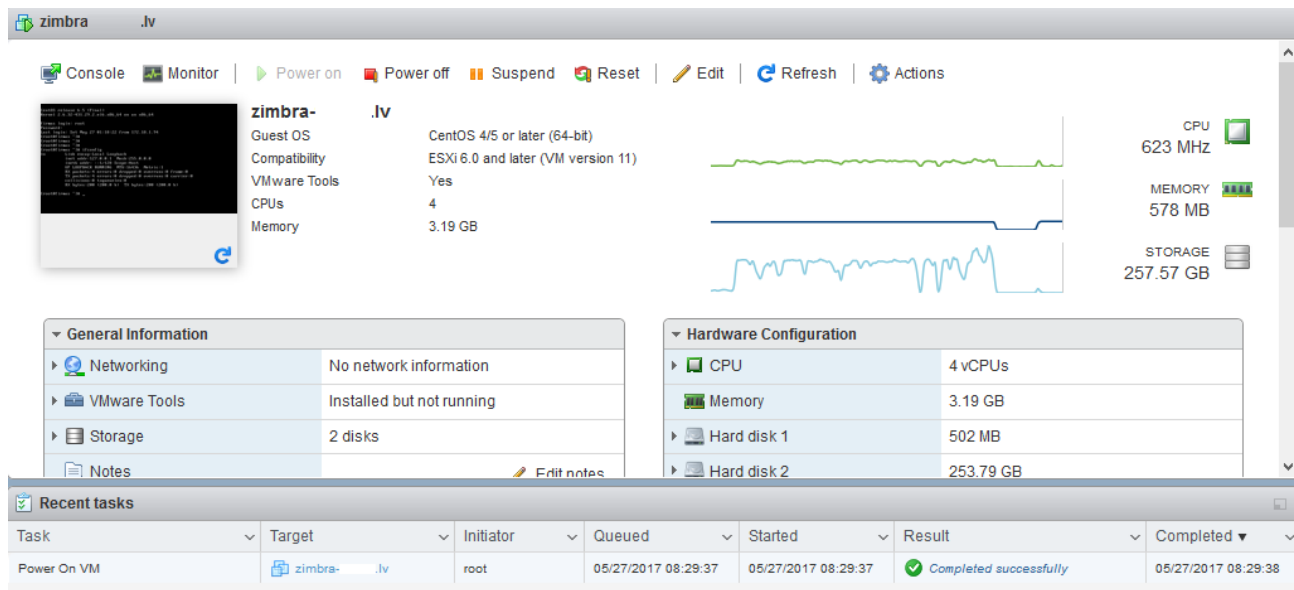 zimbra .lv
Console Monitor Power on Power off Suspend Reset Edit Refresh Actions
zimbra- .lv
Guest OS CentOS 4/5 or later (64-bit)
Compatibility ESXi 6.0 and later (VM version 11)
VMware Tools Yes
CPUs 4
Memory 3.19 GB
CPU
623 MHz
MEMORY
578 MB
STORAGE
257.57 GB
General Information
Networking No network information
VMware Tools Installed but not running
Storage 2 disks
Notes Edit notes
Hardware Configuration
CPU 4 vCPUs
Memory 3.19 GB
Hard disk 1 502 MB
Hard disk 2 253.79 GB
Recent tasks
Task Target Initiator Queued Started Result Completed ▼
Power On VM zimbra- .lv root 05/27/2017 08:29:37 05/27/2017 08:29:37 Completed successfully 05/27/2017 08:29:38